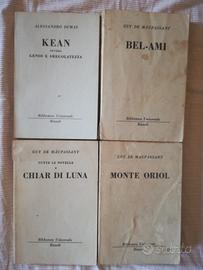 ALESSANDRO DUMAS
KEAN
OVVERO
GENIO E SREGOLATEZZA
Biblioteca Universale
Rizzoli
GUY DE MAUPASSANT
BEL-AMI
Biblioteca Universale
Rizzoli
GUY DE MAUPASSANT
TUTTE LE NOVELLE
CHIAR DI LUNA
Biblioteca Universale
Rizzoli
GUY DE MAUPASSANT
MONTE ORIOL
Biblioteca Universale
Rizzoli
subito